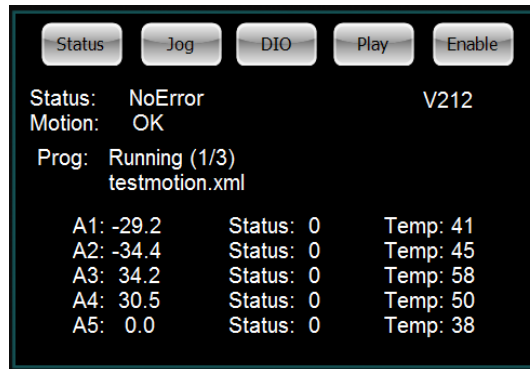 Status Jog DIO Play Enable
Status: NoError V212
Motion: OK
Prog: Running (1/3)
testmotion.xml
A1: -29.2 Status: 0 Temp: 41
A2: -34.4 Status: 0 Temp: 45
A3: 34.2 Status: 0 Temp: 58
A4: 30.5 Status: 0 Temp: 50
A5: 0.0 Status: 0 Temp: 38